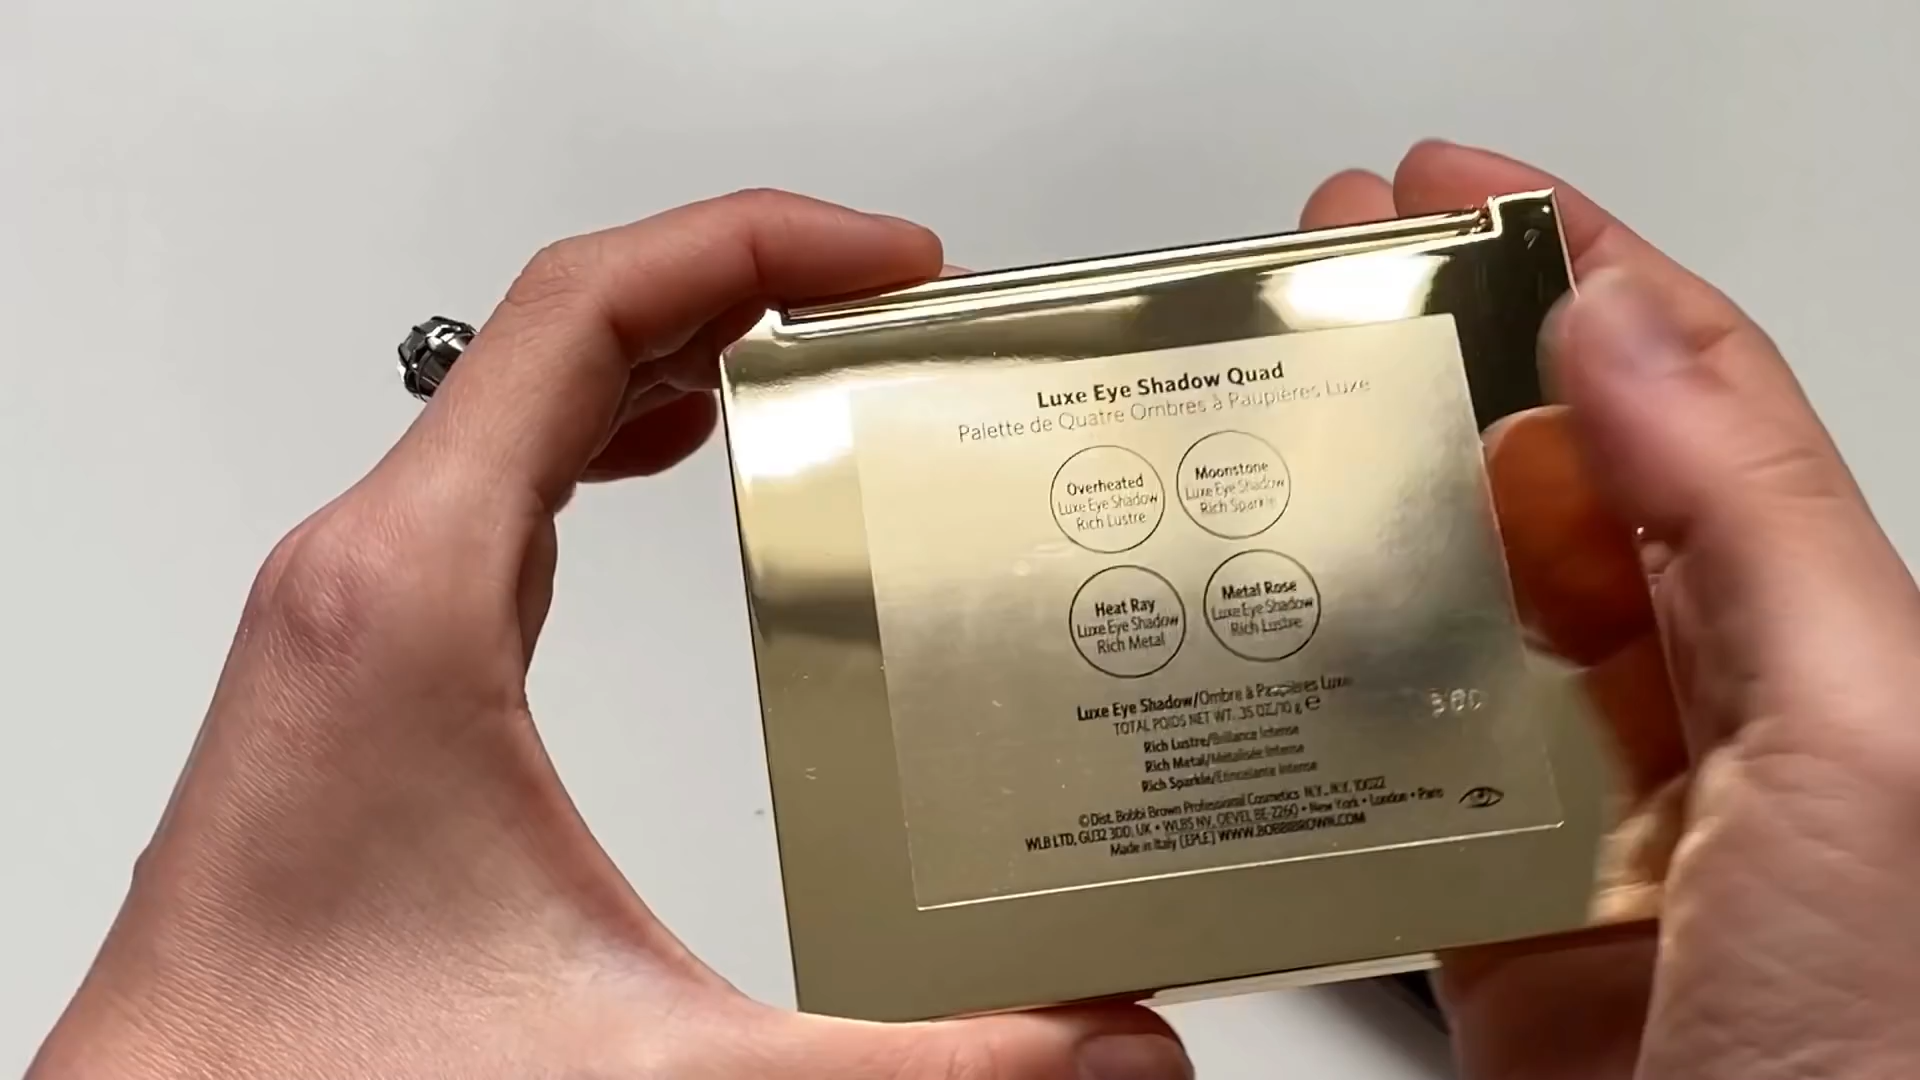 Luxe Eye Shadow Quad
Palette de Quatre Ombres à Paupières Luxe
Overheated
Luxe Eye Shadow
Rich Lustre
Moonstone
Luxe Eye Shadow
Rich Sparkle
Heat Ray
Luxe Eye Shadow
Rich Metal
Metal Rose
Luxe Eye Shadow
Rich Lustre
Luxe Eye Shadow/Ombre à Paupières Luxe
TOTAL POIDS NET WT. .35 OZ./10 g ℮
Rich Lustre/Brillance Intense
Rich Metal/Métalisée Intense
Rich Sparkle/Étincelante Intense
© Dist. Bobbi Brown Professional Cosmetics N.Y., N.Y. 10022
WLB LTD, GU32 3DD, UK • WLBS NV, OEVEL BE-2260 • New York • London • Paris
Made in Italy [EPLE] WWW.BOBBIBROWN.COM